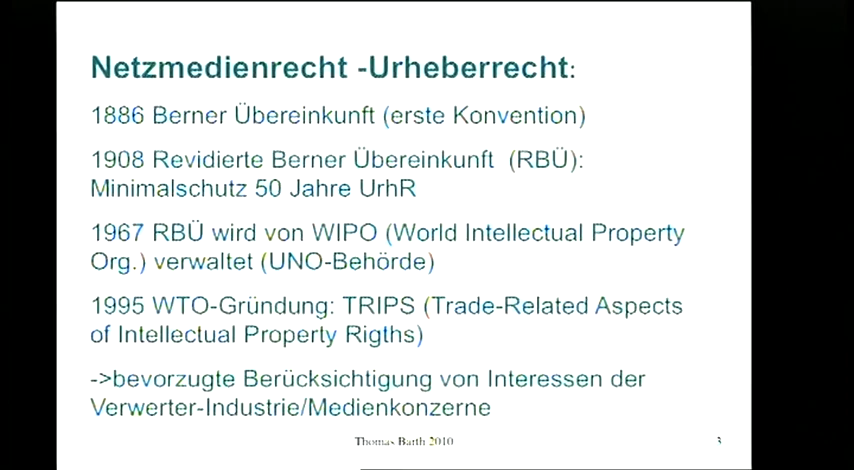 Netzmedienrecht -Urheberrecht:
1886 Berner Übereinkunft (erste Konvention)
1908 Revidierte Berner Übereinkunft (RBÜ):
Minimalschutz 50 Jahre UrhR
1967 RBÜ wird von WIPO (World Intellectual Property
Org.) verwaltet (UNO-Behörde)
1995 WTO-Gründung: TRIPS (Trade-Related Aspects
of Intellectual Property Rigths)
->bevorzugte Berücksichtigung von Interessen der
Verwerter-Industrie/Medienkonzerne
Thomas Barth 2010
3